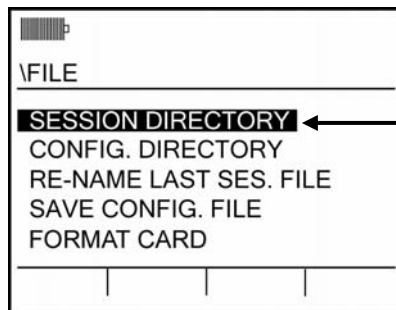 \FILE
SESSION DIRECTORY
CONFIG. DIRECTORY
RE-NAME LAST SES. FILE
SAVE CONFIG. FILE
FORMAT CARD